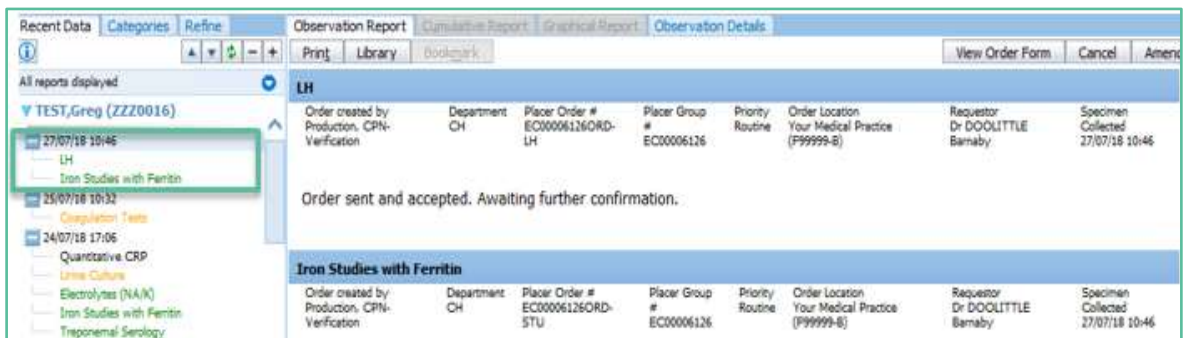 Recent Data Categories Refine
All reports displayed
TEST,Greg (ZZZ0016)
27/07/18 10:46
LH
Iron Studies with Ferritin
25/07/18 10:32
Coagulation Tests
24/07/18 17:06
Quantitative CRP
Urine Culture
Electrolytes (NA/K)
Iron Studies with Ferritin
Treponemal Serology
Observation Report Cumulative Report Graphical Report Observation Details
Print Library Bookmark View Order Form Cancel Amend
LH
Order created by Department Placer Order # Placer Group Priority Order Location Requestor Specimen
Production, CPN- CH EC00006126ORD- # Routine Your Medical Practice Dr DOOLITTLE Collected
Verification LH EC00006126 (F99999-B) Barnaby 27/07/18 10:46
Order sent and accepted. Awaiting further confirmation.
Iron Studies with Ferritin
Order created by Department Placer Order # Placer Group Priority Order Location Requestor Specimen
Production, CPN- CH EC00006126ORD- # Routine Your Medical Practice Dr DOOLITTLE Collected
Verification STU EC00006126 (F99999-B) Barnaby 27/07/18 10:46